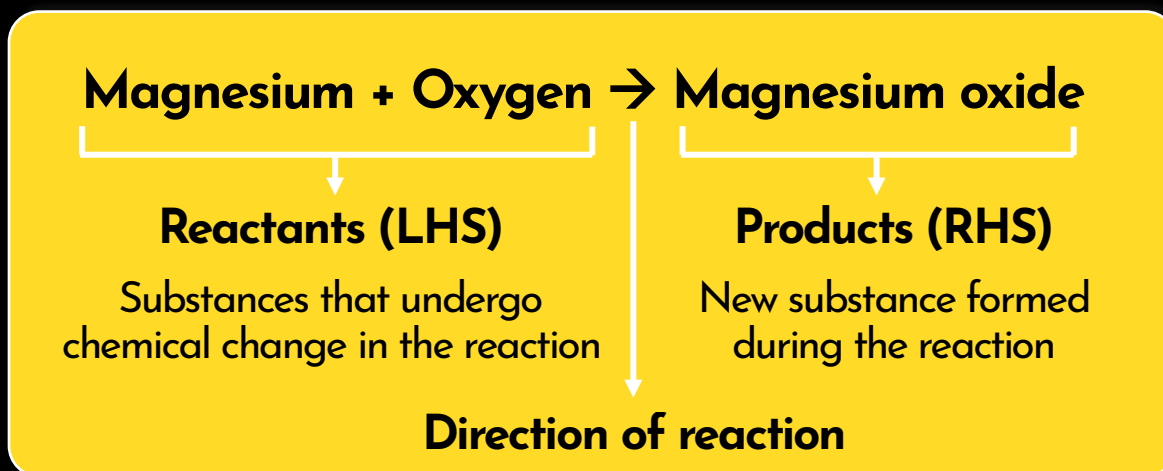 Magnesium + Oxygen → Magnesium oxide
Reactants (LHS)
Substances that undergo
chemical change in the reaction
Products (RHS)
New substance formed
during the reaction
Direction of reaction